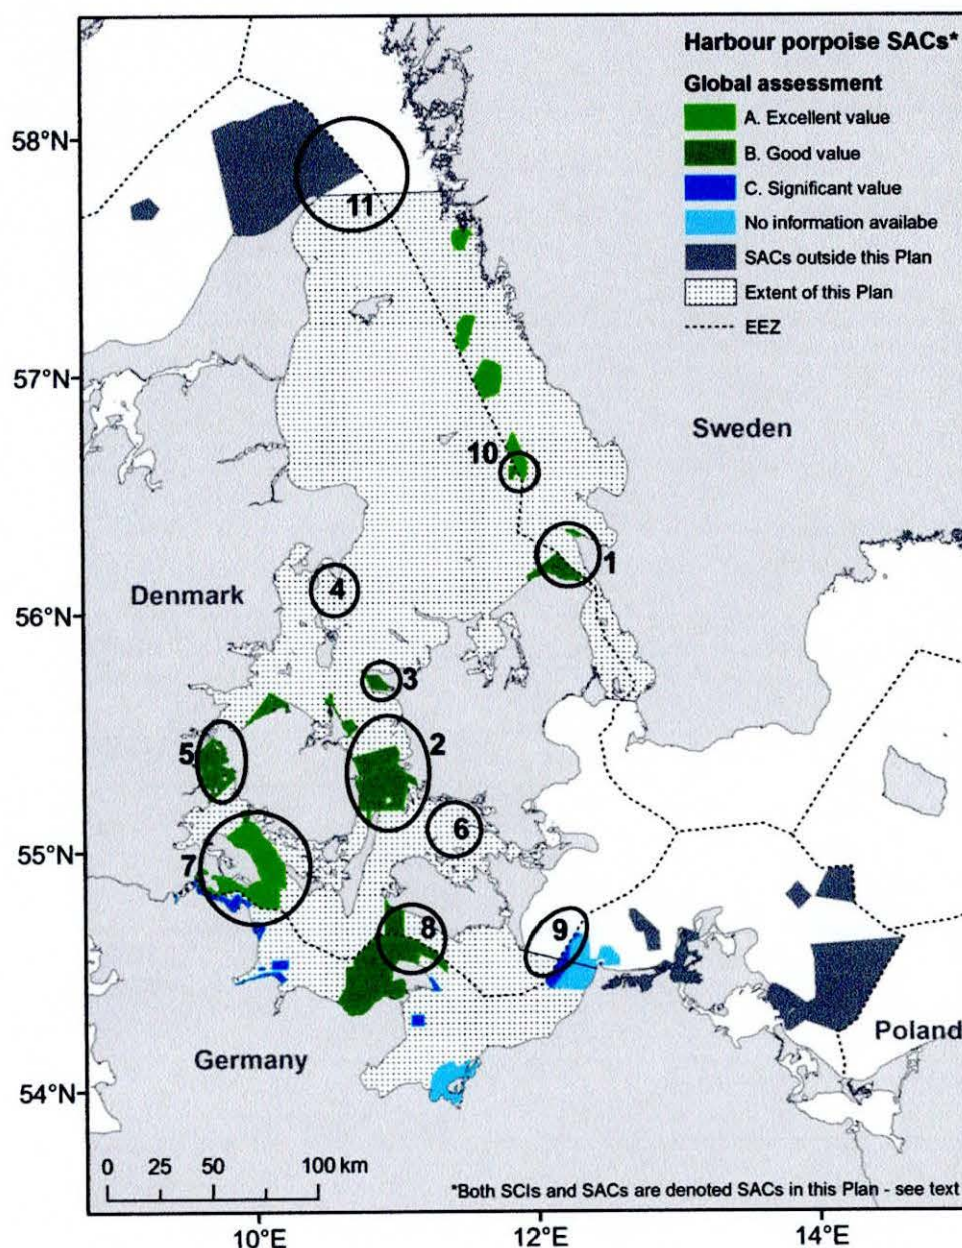 Harbour porpoise SACs*
Global assessment
A. Excellent value
B. Good value
C. Significant value
No information availabe
SACs outside this Plan
Extent of this Plan
EEZ
58°N
57°N
56°N
55°N
54°N
11
Sweden
10
1
Denmark
4
3
5
2
6
7
8
9
Germany
Poland
0 25 50 100 km
*Both SCIs and SACs are denoted SACs in this Plan - see text
10°E 12°E 14°E